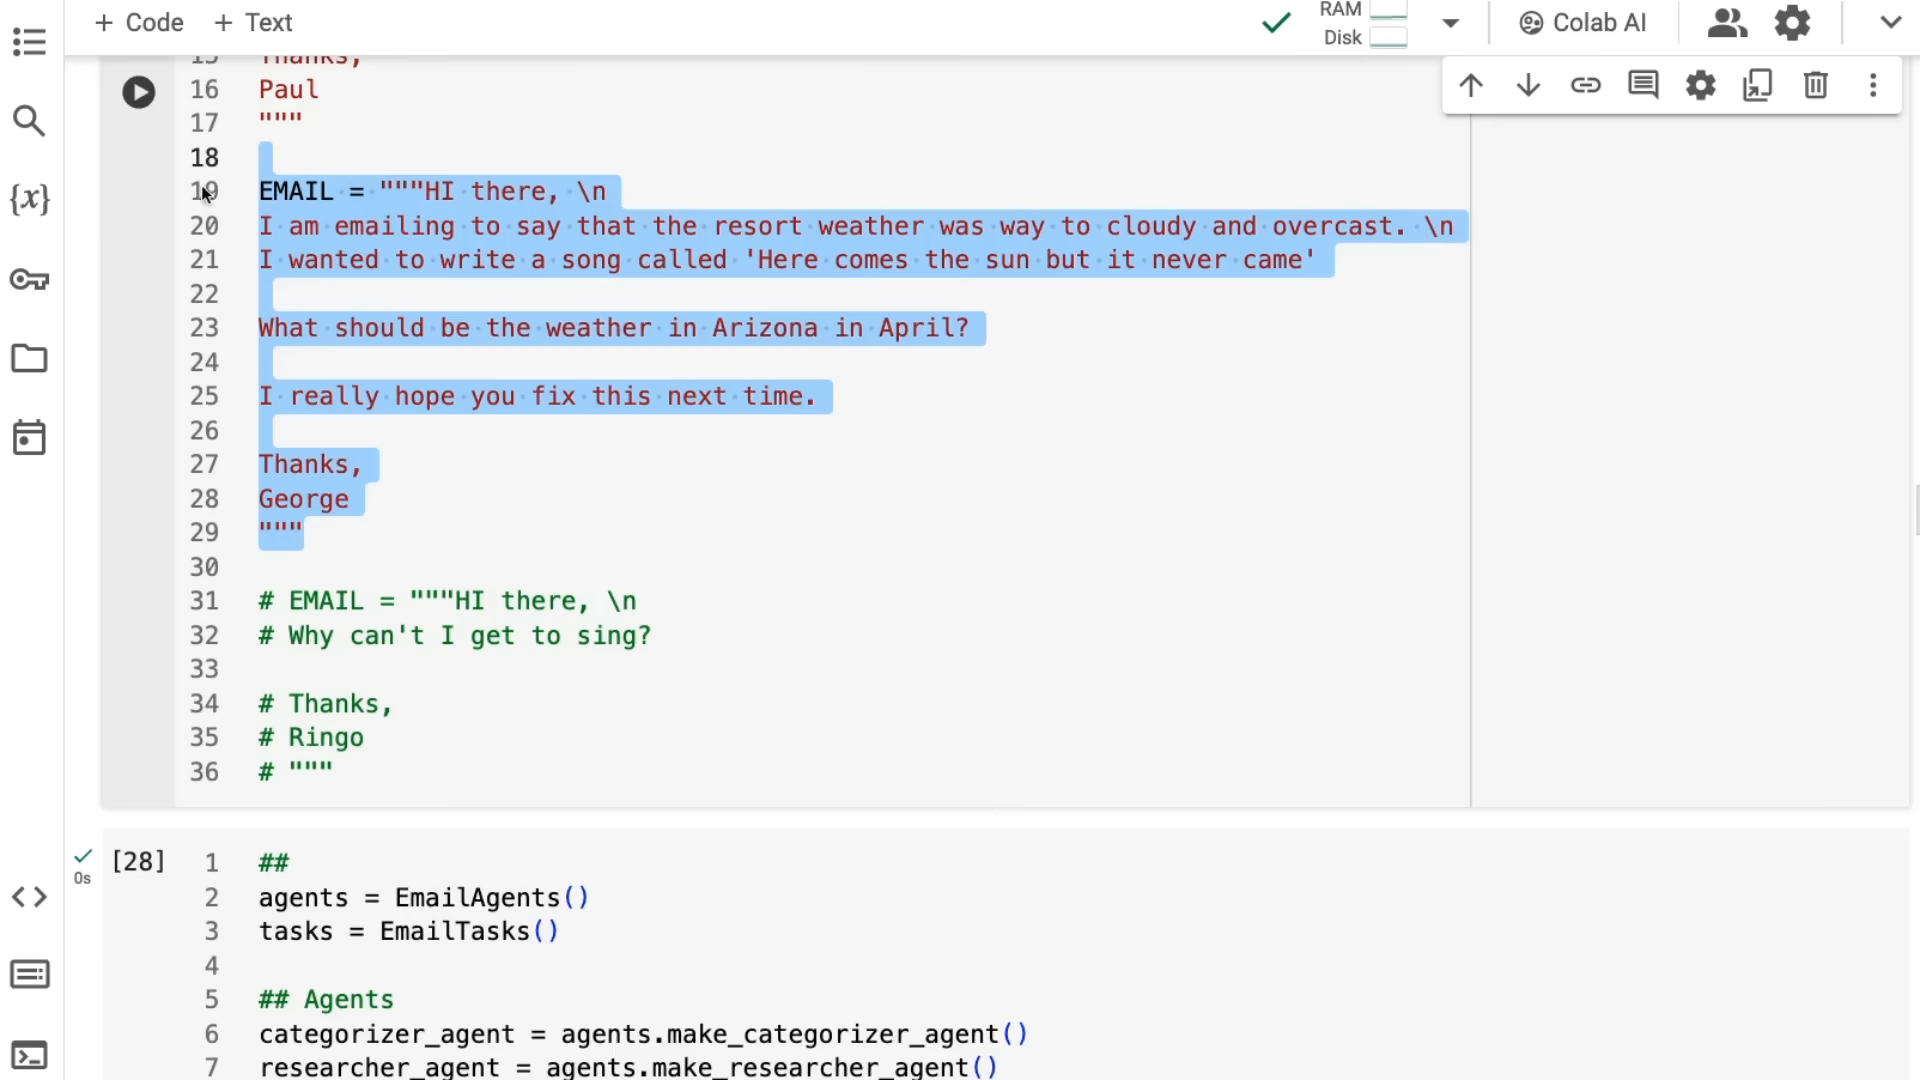 + Code + Text
RAM
Disk
Colab AI
15 Thanks,
16 Paul
17 """
18
19 EMAIL = """HI there, \n
20 I am emailing to say that the resort weather was way to cloudy and overcast. \n
21 I wanted to write a song called 'Here comes the sun but it never came'
22
23 What should be the weather in Arizona in April?
24
25 I really hope you fix this next time.
26
27 Thanks,
28 George
29 """
30
31 # EMAIL = """HI there, \n
32 # Why can't I get to sing?
33
34 # Thanks,
35 # Ringo
36 # """
[28] 1 ##
0s
2 agents = EmailAgents()
3 tasks = EmailTasks()
4
5 ## Agents
6 categorizer_agent = agents.make_categorizer_agent()
7 researcher_agent = agents.make_researcher_agent()